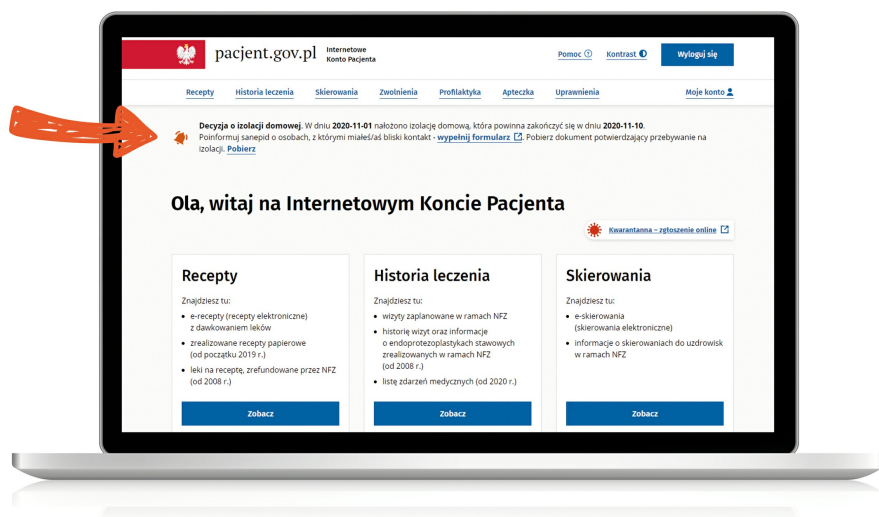 pacjent.gov.pl Internetowe Konto Pacjenta
Pomoc Kontrast Wyloguj się
Recepty Historia leczenia Skierowania Zwolnienia Profilaktyka Apteczka Uprawnienia Moje konto
Decyzja o izolacji domowej. W dniu 2020-11-01 nałożono izolację domową, która powinna zakończyć się w dniu 2020-11-10.
Poinformuj sanepid o osobach, z którymi miałeś/aś bliski kontakt - wypełnij formularz. Pobierz dokument potwierdzający przebywanie na
izolacji. Pobierz
Ola, witaj na Internetowym Koncie Pacjenta
Kwarantanna – zgłoszenie online
Recepty
Znajdziesz tu:
• e-recepty (recepty elektroniczne)
z dawkowaniem leków
• zrealizowane recepty papierowe
(od początku 2019 r.)
• leki na receptę, zrefundowane przez NFZ
(od 2008 r.)
Zobacz
Historia leczenia
Znajdziesz tu:
• wizyty zaplanowane w ramach NFZ
• historię wizyt oraz informacje
o endoprotezoplastykach stawowych
zrealizowanych w ramach NFZ
(od 2008 r.)
• listę zdarzeń medycznych (od 2020 r.)
Zobacz
Skierowania
Znajdziesz tu:
• e-skierowania
(skierowania elektroniczne)
• informacje o skierowaniach do uzdrowisk
w ramach NFZ
Zobacz